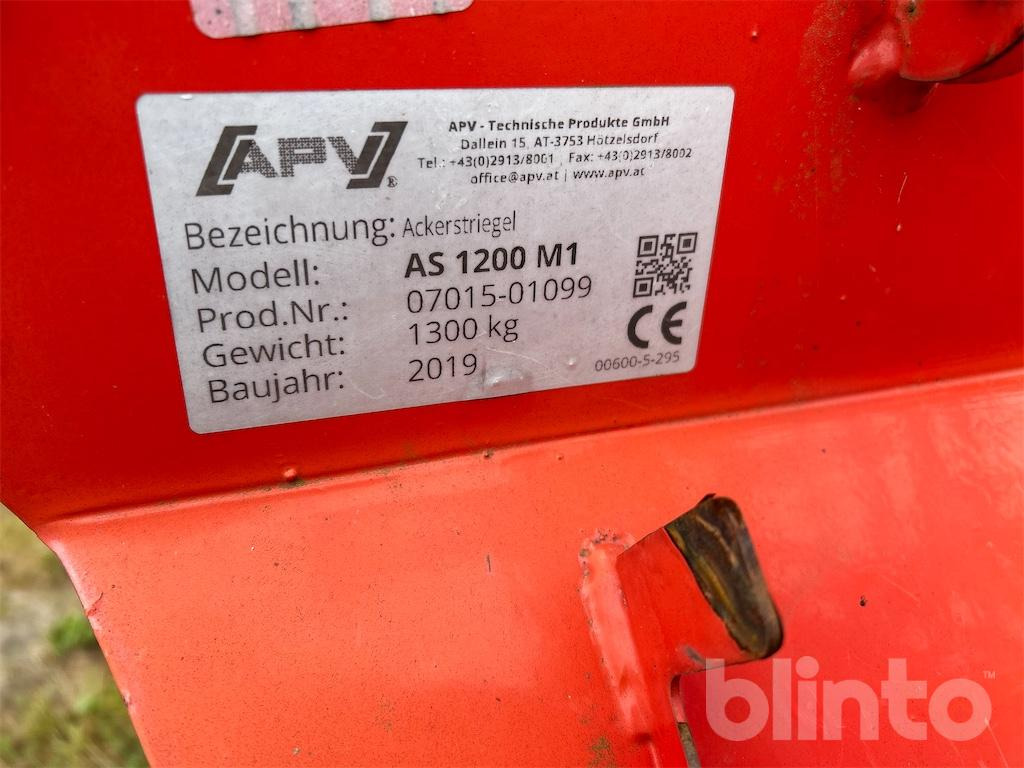 APV®
APV - Technische Produkte GmbH
Dallein 15, AT-3753 Hötzelsdorf
Tel.: +43(0)2913/8001, Fax: +43(0)2913/8002
office@apv.at | www.apv.at
Bezeichnung: Ackerstriegel
Modell: AS 1200 M1
Prod.Nr.: 07015-01099
Gewicht: 1300 kg
Baujahr: 2019
CE
00600-5-295
blinto™